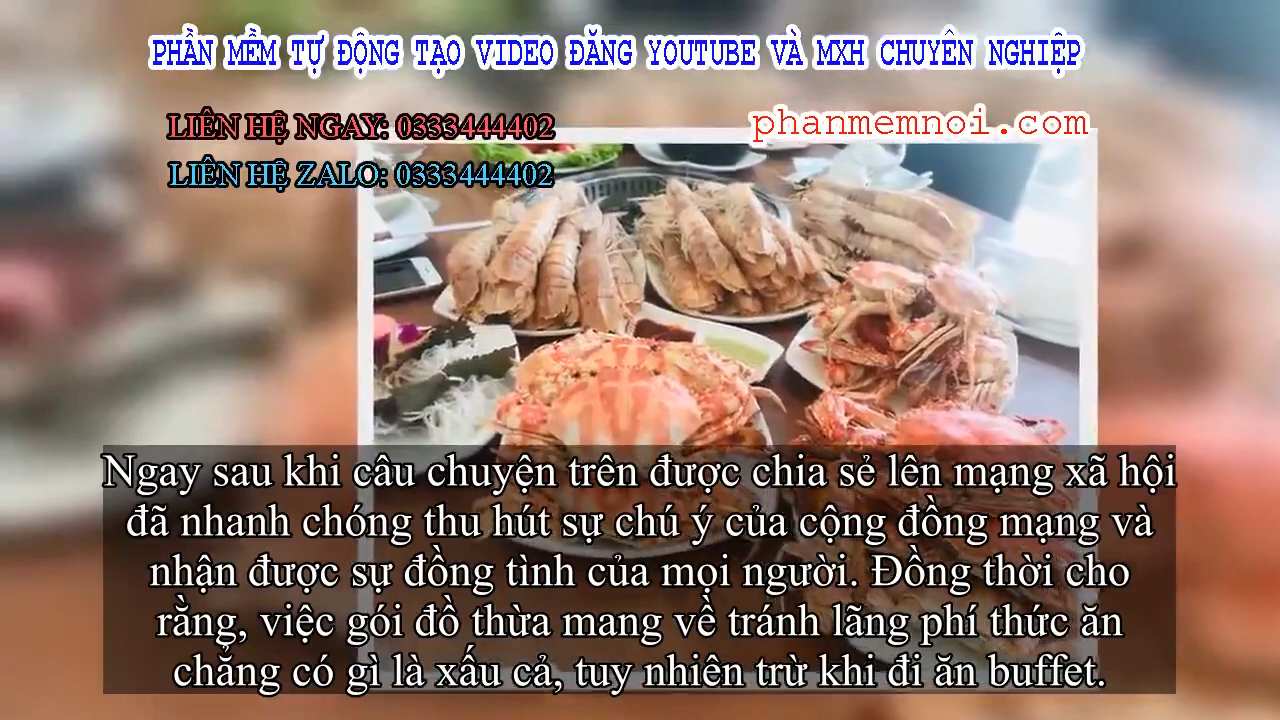 PHẦN MỀM TỰ ĐỘNG TẠO VIDEO ĐĂNG YOUTUBE VÀ MXH CHUYÊN NGHIỆP
LIÊN HỆ NGAY: 0333444402
phanmemnoi.com
LIÊN HỆ ZALO: 0333444402
Ngay sau khi câu chuyện trên được chia sẻ lên mạng xã hội
đã nhanh chóng thu hút sự chú ý của cộng đồng mạng và
nhận được sự đồng tình của mọi người. Đồng thời cho
rằng, việc gói đồ thừa mang về tránh lãng phí thức ăn
chẳng có gì là xấu cả, tuy nhiên trừ khi đi ăn buffet.